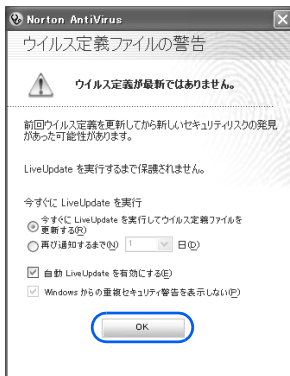 Norton AntiVirus
ウイルス定義ファイルの警告
ウイルス定義が最新ではありません。
前回ウイルス定義を更新してから新しいセキュリティリスクの発見
があった可能性があります。
LiveUpdate を実行するまで保護されません。
今すぐに LiveUpdate を実行
今すぐに LiveUpdate を実行してウイルス定義ファイルを
更新する(R)
再び通知するまで(N) 1 日(D)
自動 LiveUpdate を有効にする(E)
Windows からの重複セキュリティ警告を表示しない(P)
OK